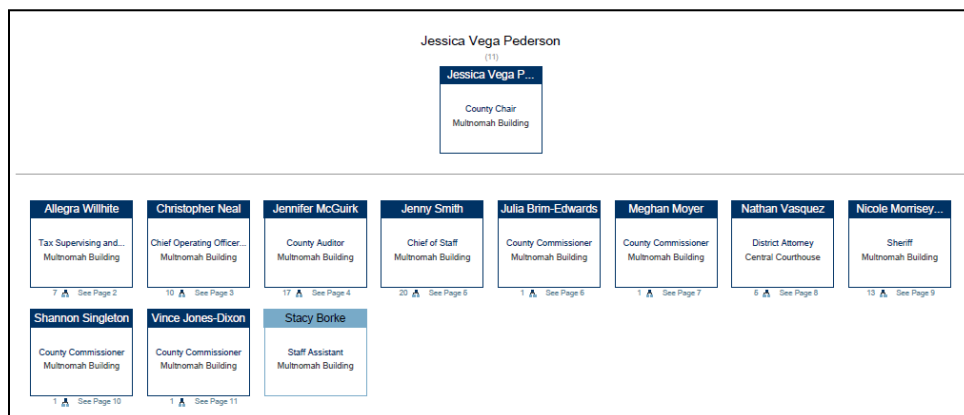 Jessica Vega Pederson
(11)
Jessica Vega P...
County Chair
Multnomah Building
Allegra Willhite
Tax Supervising and...
Multnomah Building
7 See Page 2
Christopher Neal
Chief Operating Officer...
Multnomah Building
10 See Page 3
Jennifer McGuirk
County Auditor
Multnomah Building
17 See Page 4
Jenny Smith
Chief of Staff
Multnomah Building
20 See Page 5
Julia Brim-Edwards
County Commissioner
Multnomah Building
1 See Page 6
Meghan Moyer
County Commissioner
Multnomah Building
1 See Page 7
Nathan Vasquez
District Attorney
Central Courthouse
6 See Page 8
Nicole Morrisey...
Sheriff
Multnomah Building
13 See Page 9
Shannon Singleton
County Commissioner
Multnomah Building
1 See Page 10
Vince Jones-Dixon
County Commissioner
Multnomah Building
1 See Page 11
Stacy Borke
Staff Assistant
Multnomah Building